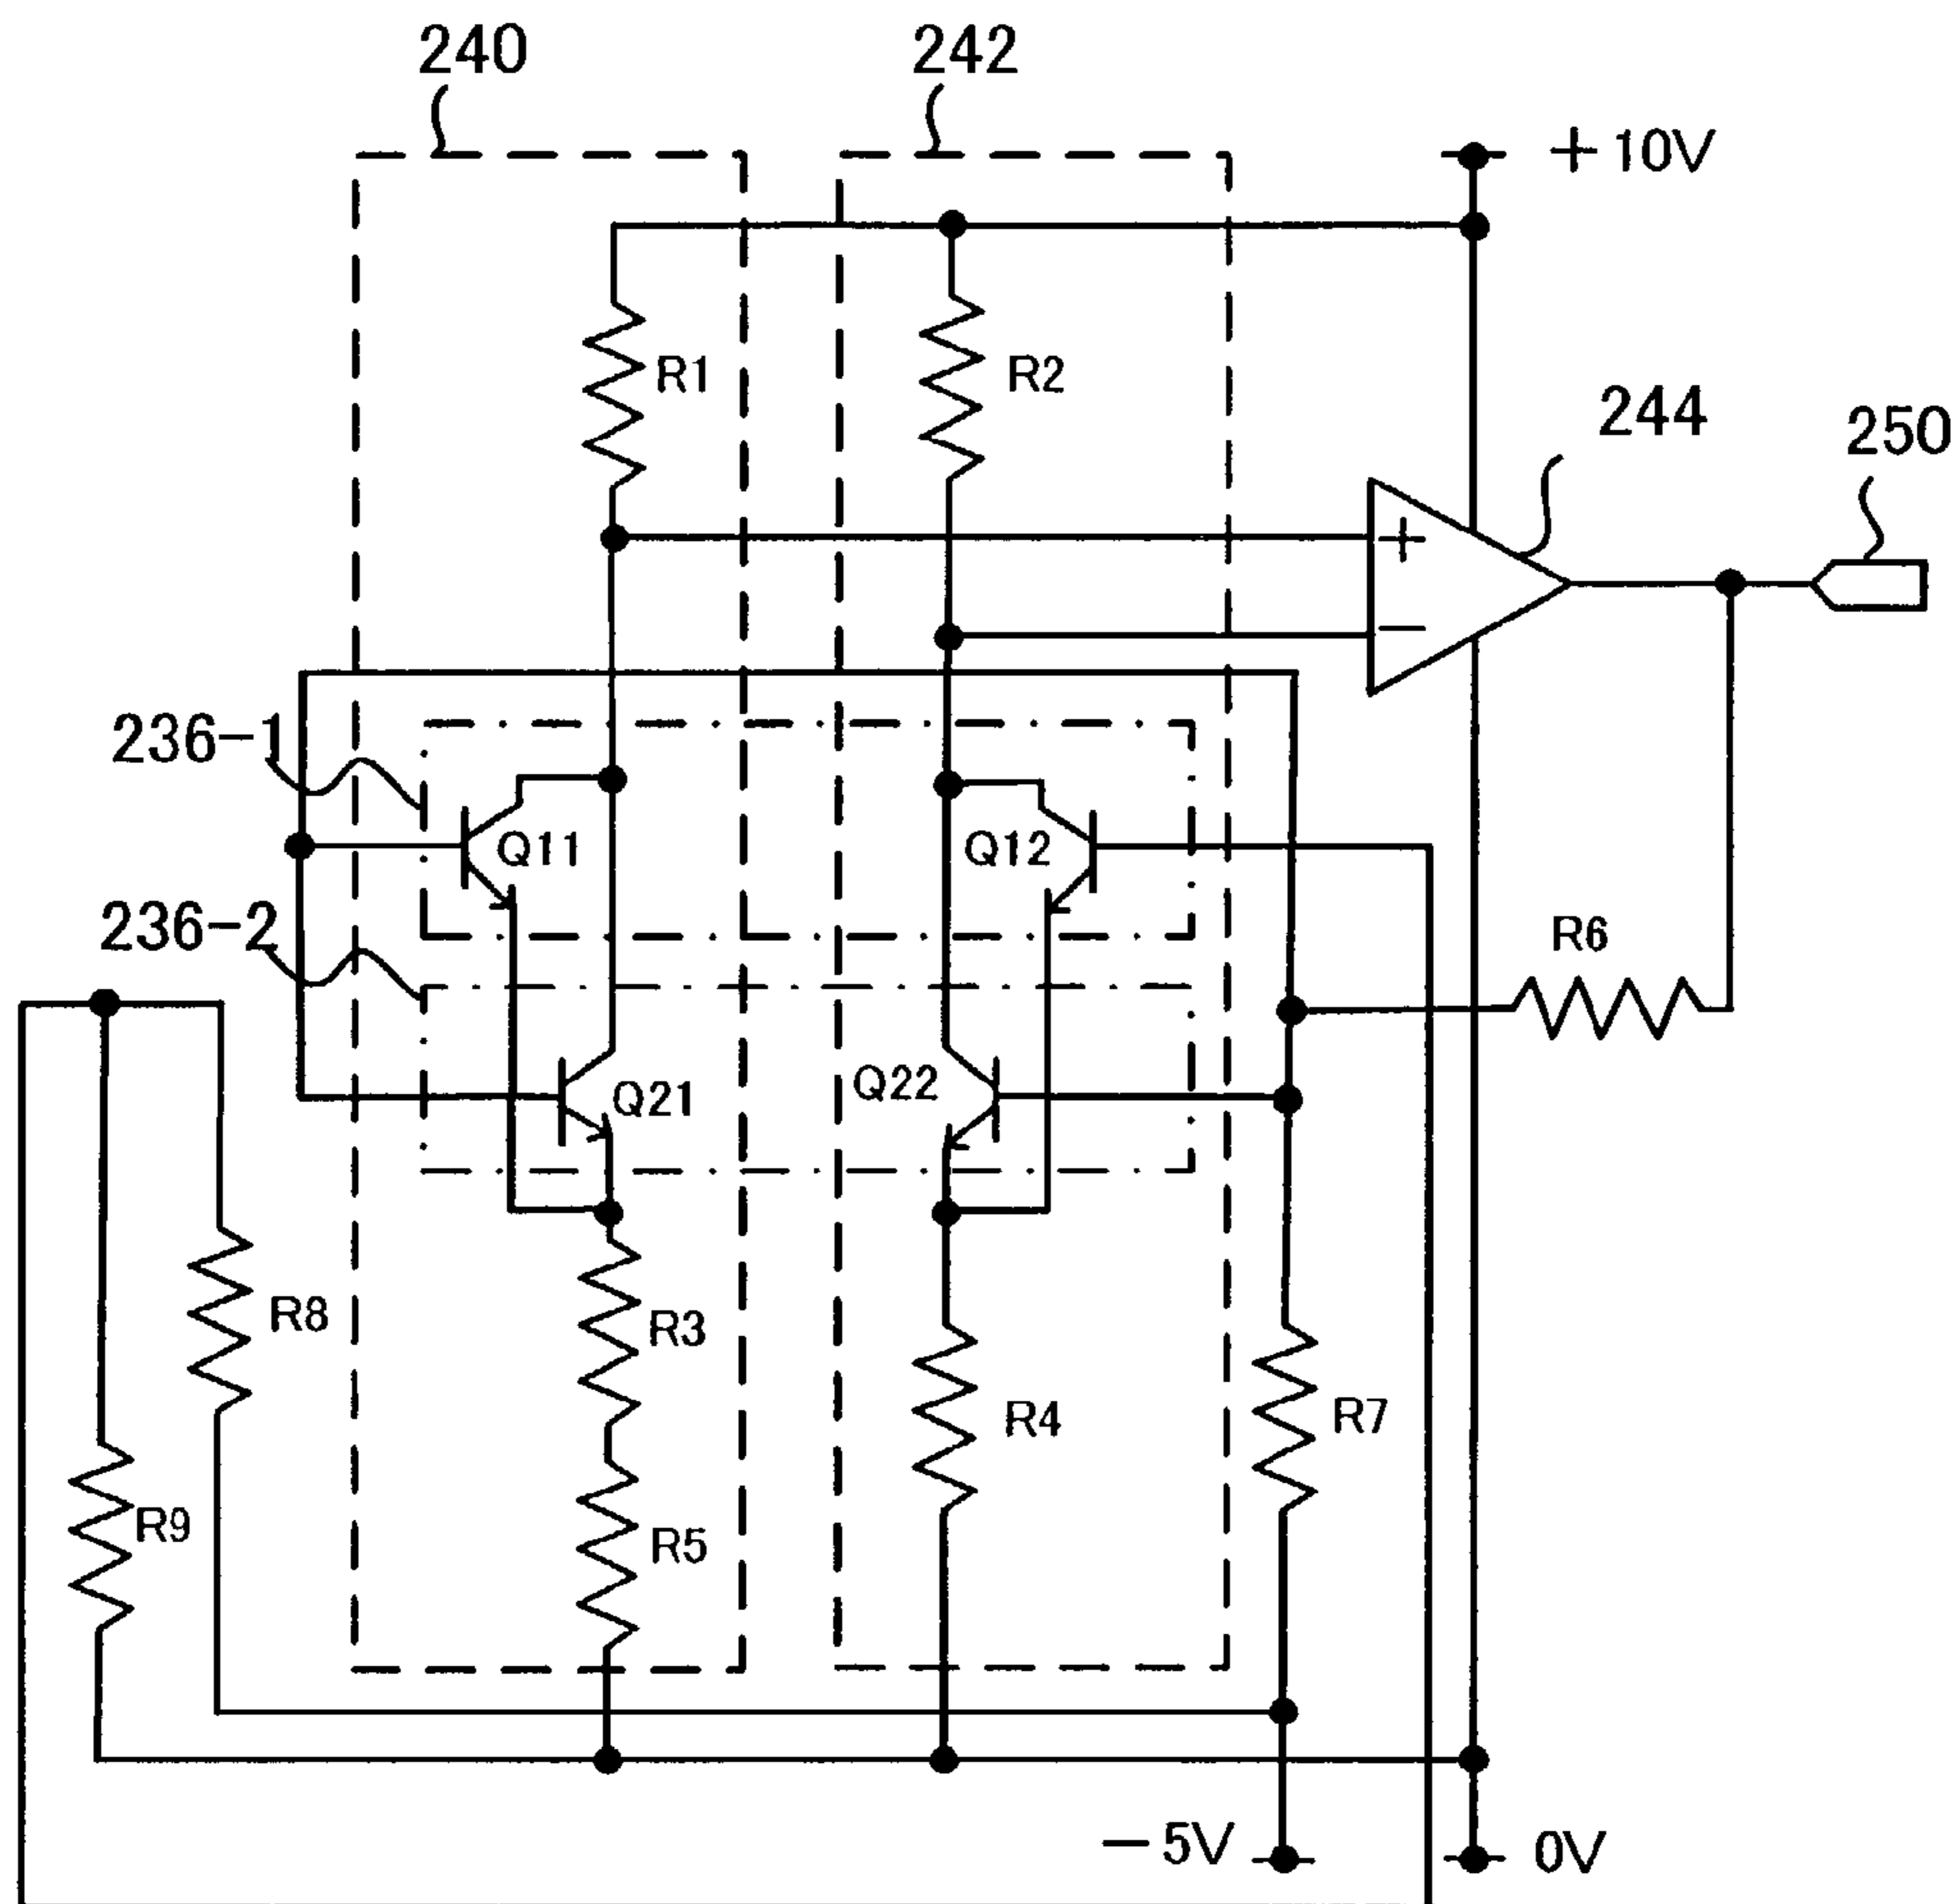 240
242
+10V
R1
R2
244
250
+
−
236-1
Q11
Q12
236-2
R6
Q21
Q22
R8
R3
R4
R7
R9
R5
−5V
0V